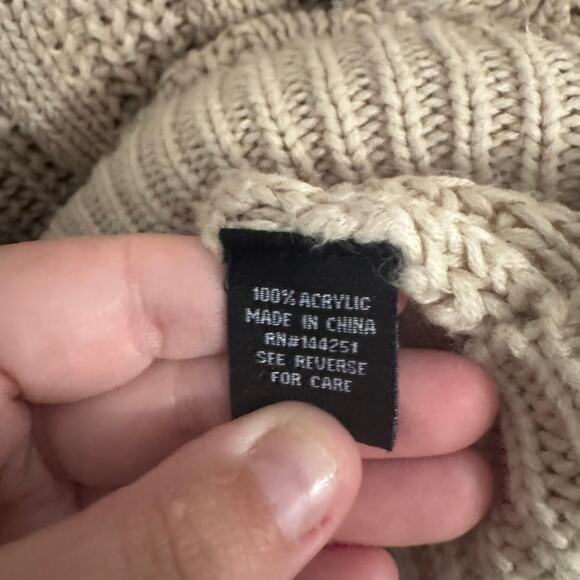 100% ACRYLIC
MADE IN CHINA
RN#144251
SEE REVERSE
FOR CARE